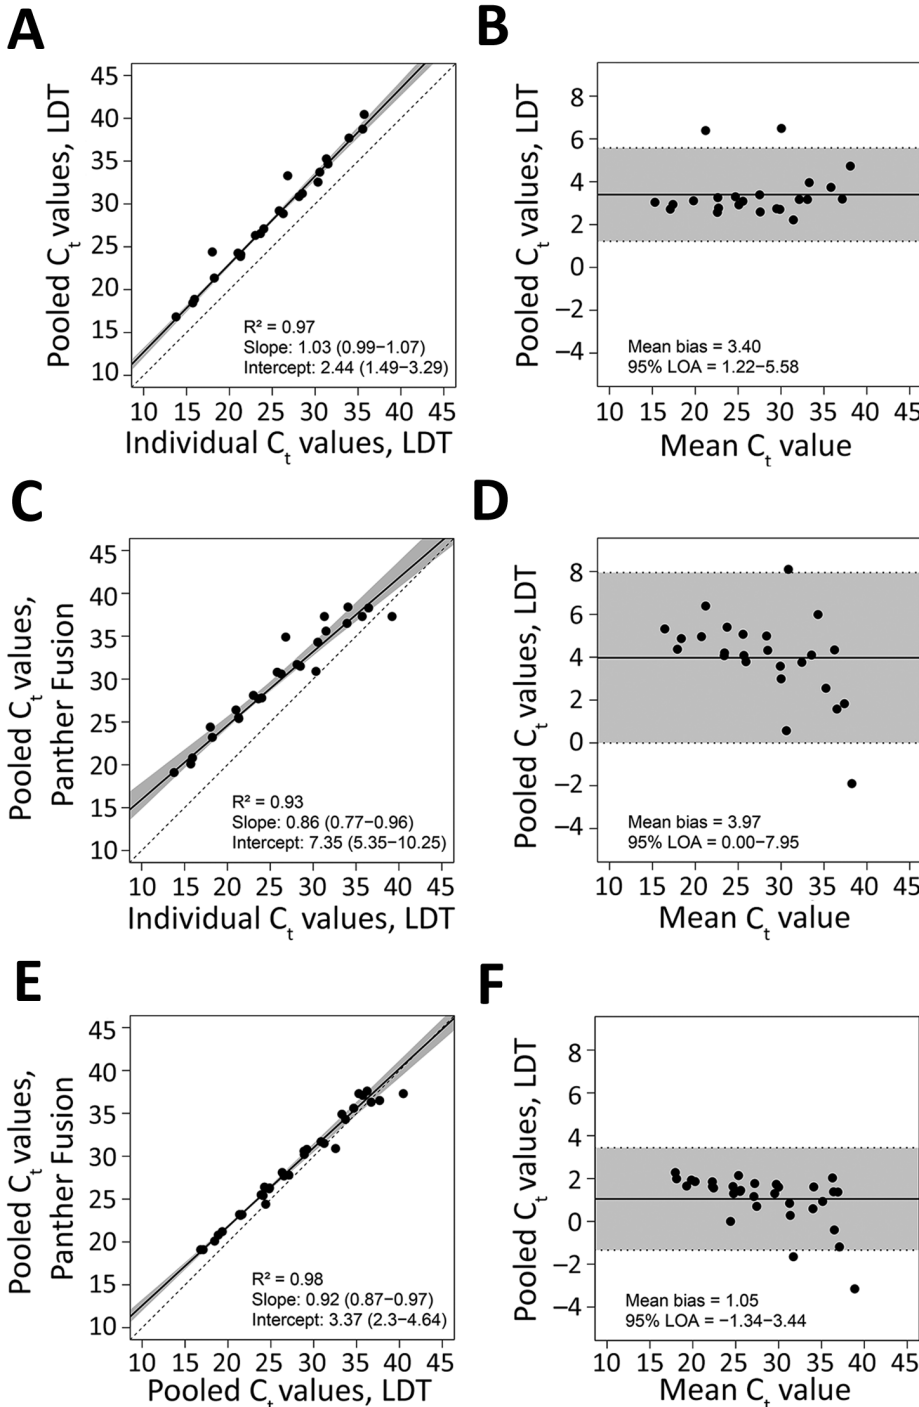 A
Pooled Cₜ values, LDT
45
40
35
30
25
20
15
10
R² = 0.97
Slope: 1.03 (0.99−1.07)
Intercept: 2.44 (1.49−3.29)
10 15 20 25 30 35 40 45
Individual Cₜ values, LDT
B
Pooled Cₜ values, LDT
8
6
4
2
0
−2
−4
Mean bias = 3.40
95% LOA = 1.22−5.58
10 15 20 25 30 35 40 45
Mean Cₜ value
C
Pooled Cₜ values,
Panther Fusion
45
40
35
30
25
20
15
10
R² = 0.93
Slope: 0.86 (0.77−0.96)
Intercept: 7.35 (5.35−10.25)
10 15 20 25 30 35 40 45
Individual Cₜ values, LDT
D
Pooled Cₜ values, LDT
8
6
4
2
0
−2
−4
Mean bias = 3.97
95% LOA = 0.00−7.95
10 15 20 25 30 35 40 45
Mean Cₜ value
E
Pooled Cₜ values,
Panther Fusion
45
40
35
30
25
20
15
10
R² = 0.98
Slope: 0.92 (0.87−0.97)
Intercept: 3.37 (2.3−4.64)
10 15 20 25 30 35 40 45
Pooled Cₜ values, LDT
F
Pooled Cₜ values, LDT
8
6
4
2
0
−2
−4
Mean bias = 1.05
95% LOA = −1.34−3.44
10 15 20 25 30 35 40 45
Mean Cₜ value